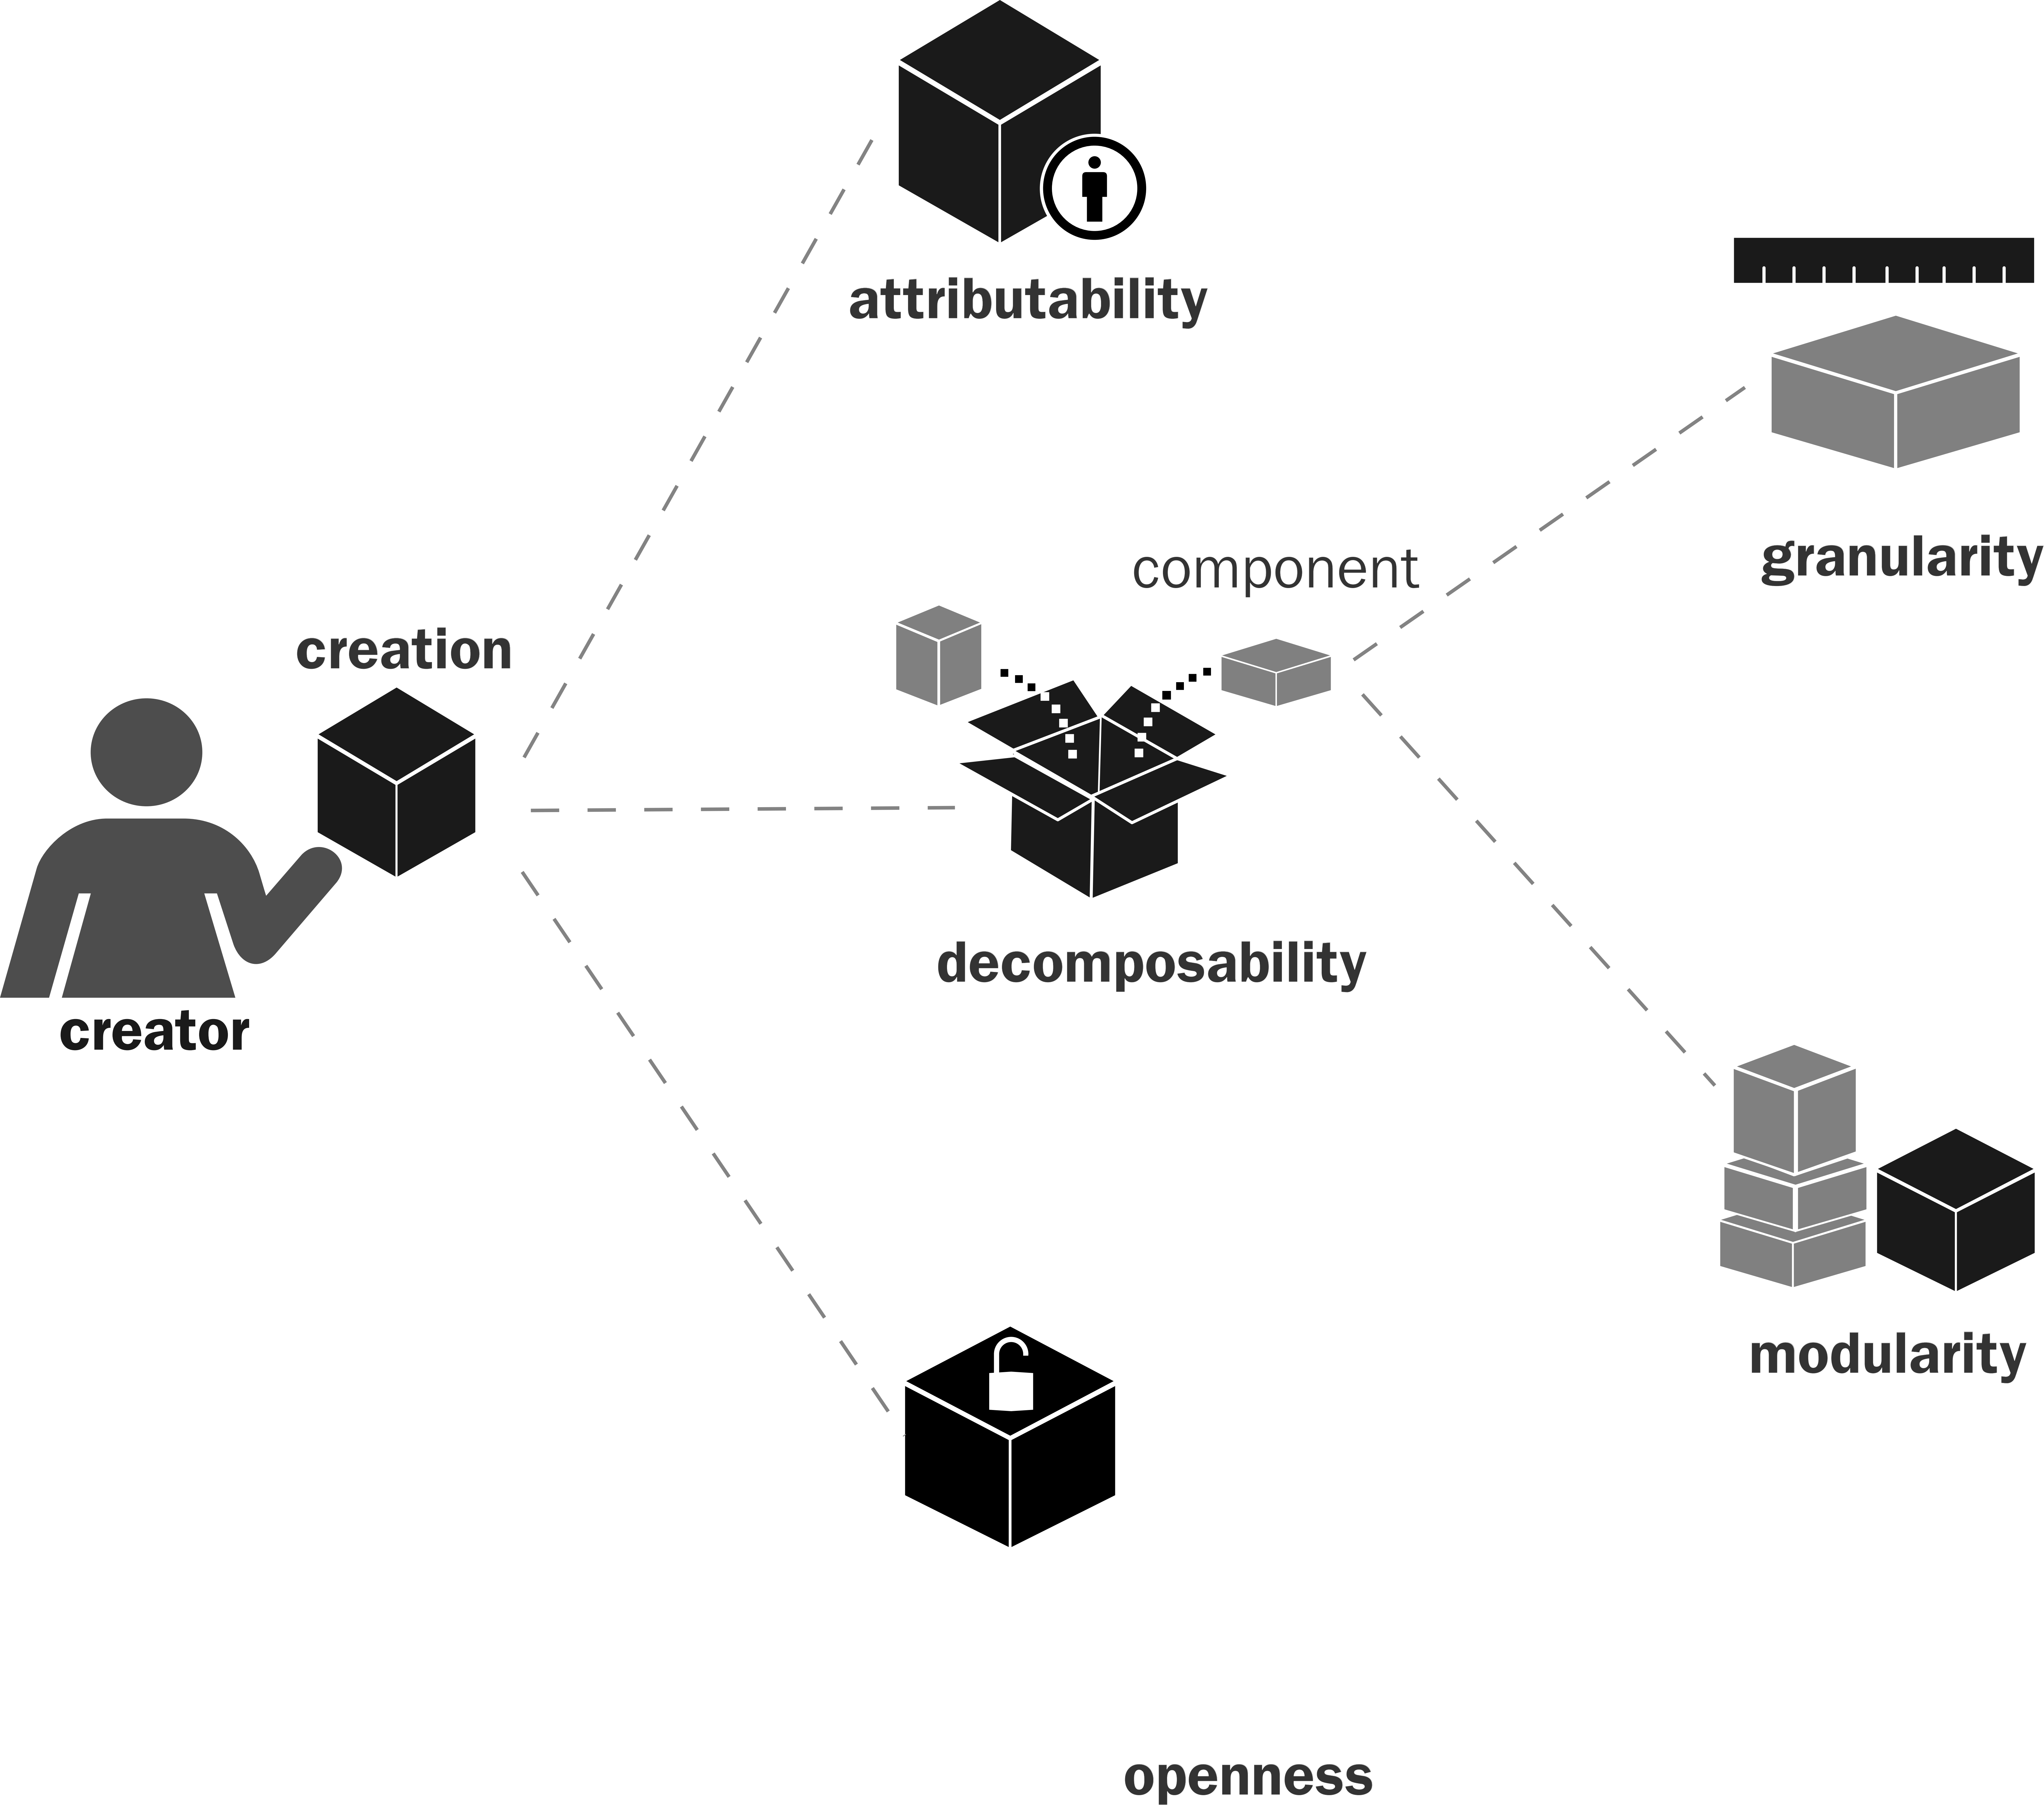 attributability
granularity
component
creation
decomposability
creator
modularity
openness